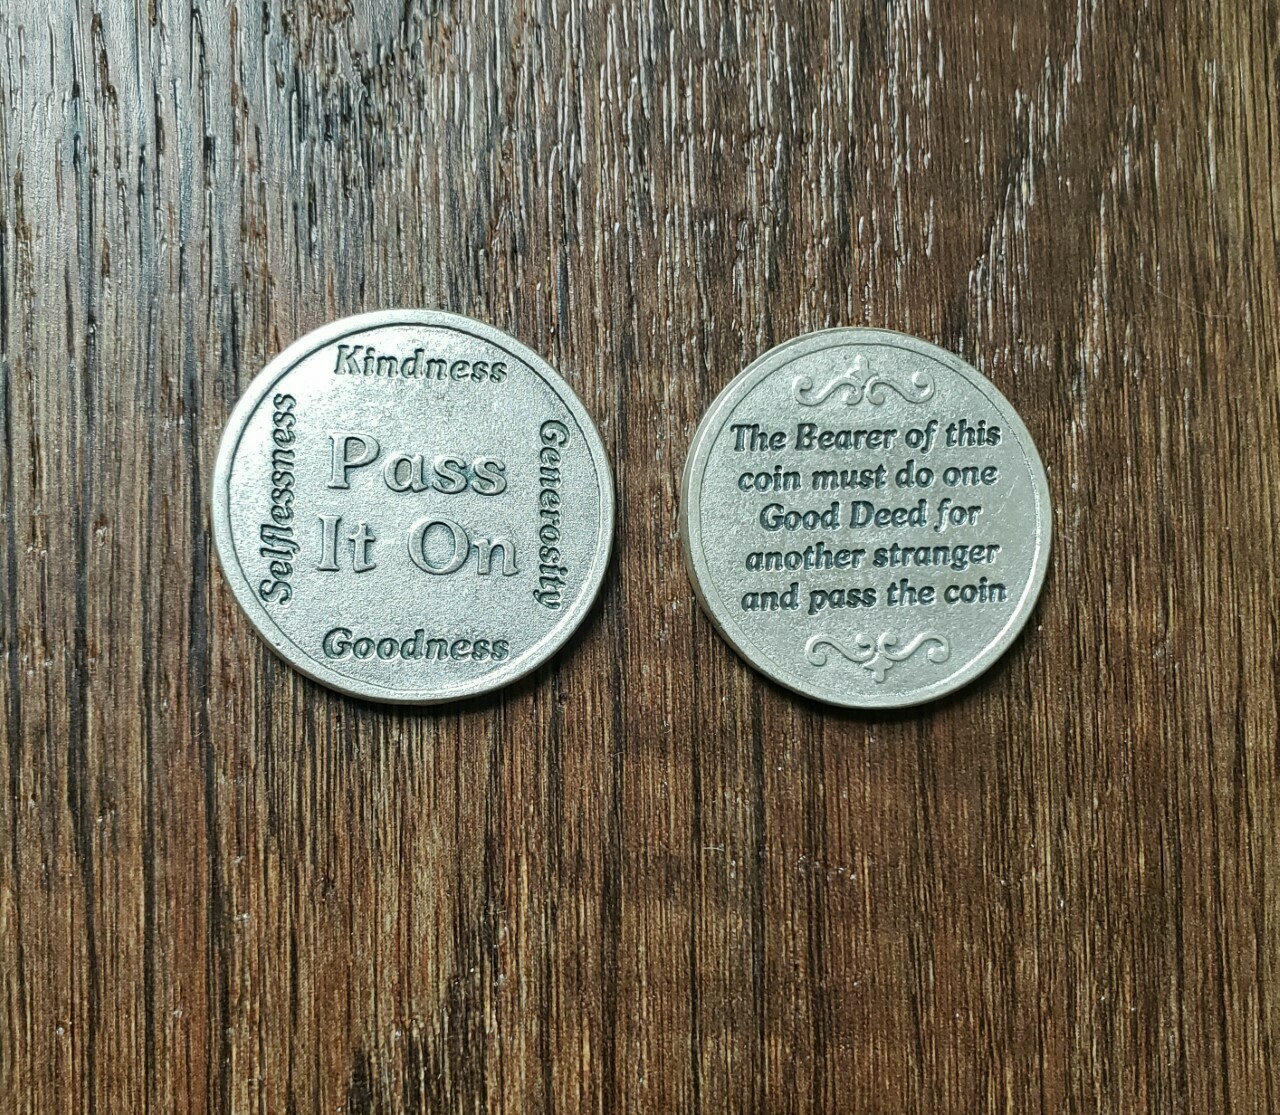 Kindness
Selflessness
Pass
It On
Generosity
Goodness
The Bearer of this
coin must do one
Good Deed for
another stranger
and pass the coin